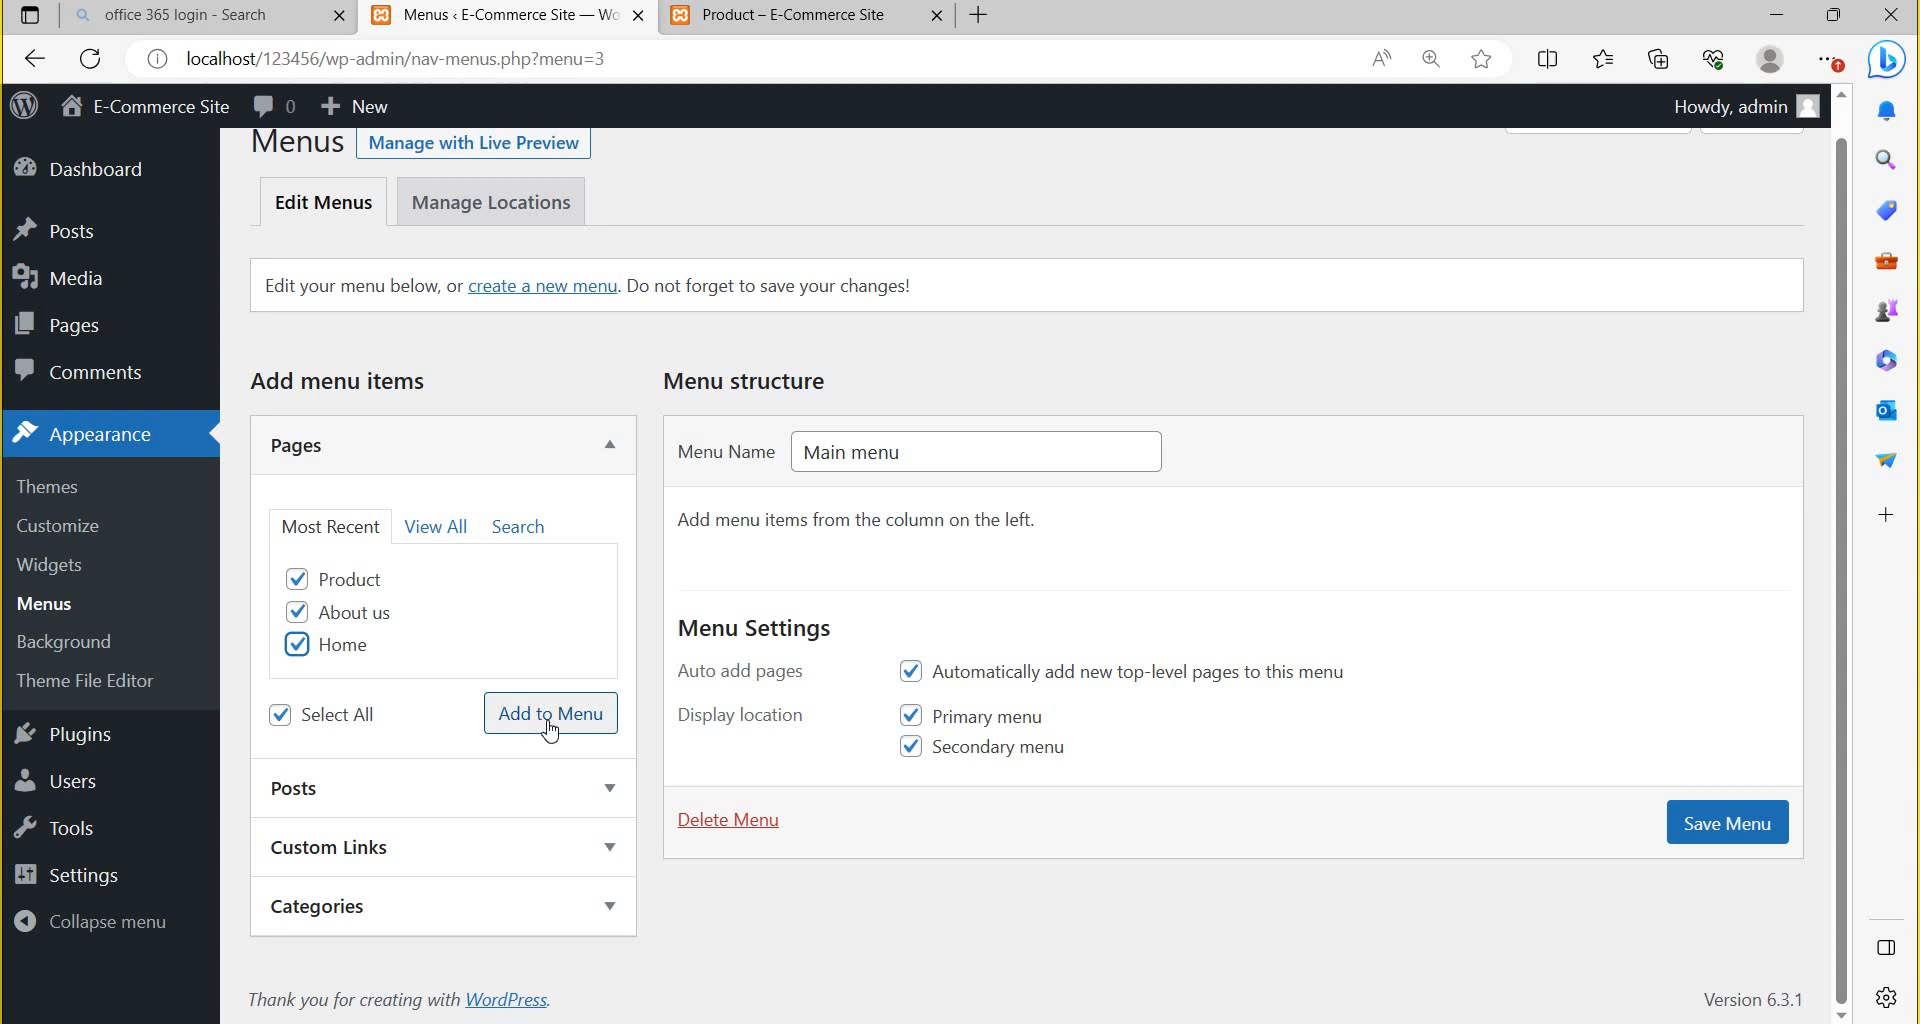 office 365 login - Search
Menus ‹ E-Commerce Site — Wo
Product – E-Commerce Site
localhost/123456/wp-admin/nav-menus.php?menu=3
E-Commerce Site
0
New
Howdy, admin
Menus
Manage with Live Preview
Dashboard
Posts
Media
Pages
Comments
Appearance
Themes
Customize
Widgets
Menus
Background
Theme File Editor
Plugins
Users
Tools
Settings
Collapse menu
Edit Menus
Manage Locations
Edit your menu below, or create a new menu. Do not forget to save your changes!
Add menu items
Pages
Most Recent
View All
Search
Product
About us
Home
Select All
Add to Menu
Posts
Custom Links
Categories
Menu structure
Menu Name
Main menu
Add menu items from the column on the left.
Menu Settings
Auto add pages
Automatically add new top-level pages to this menu
Display location
Primary menu
Secondary menu
Delete Menu
Save Menu
Thank you for creating with WordPress.
Version 6.3.1